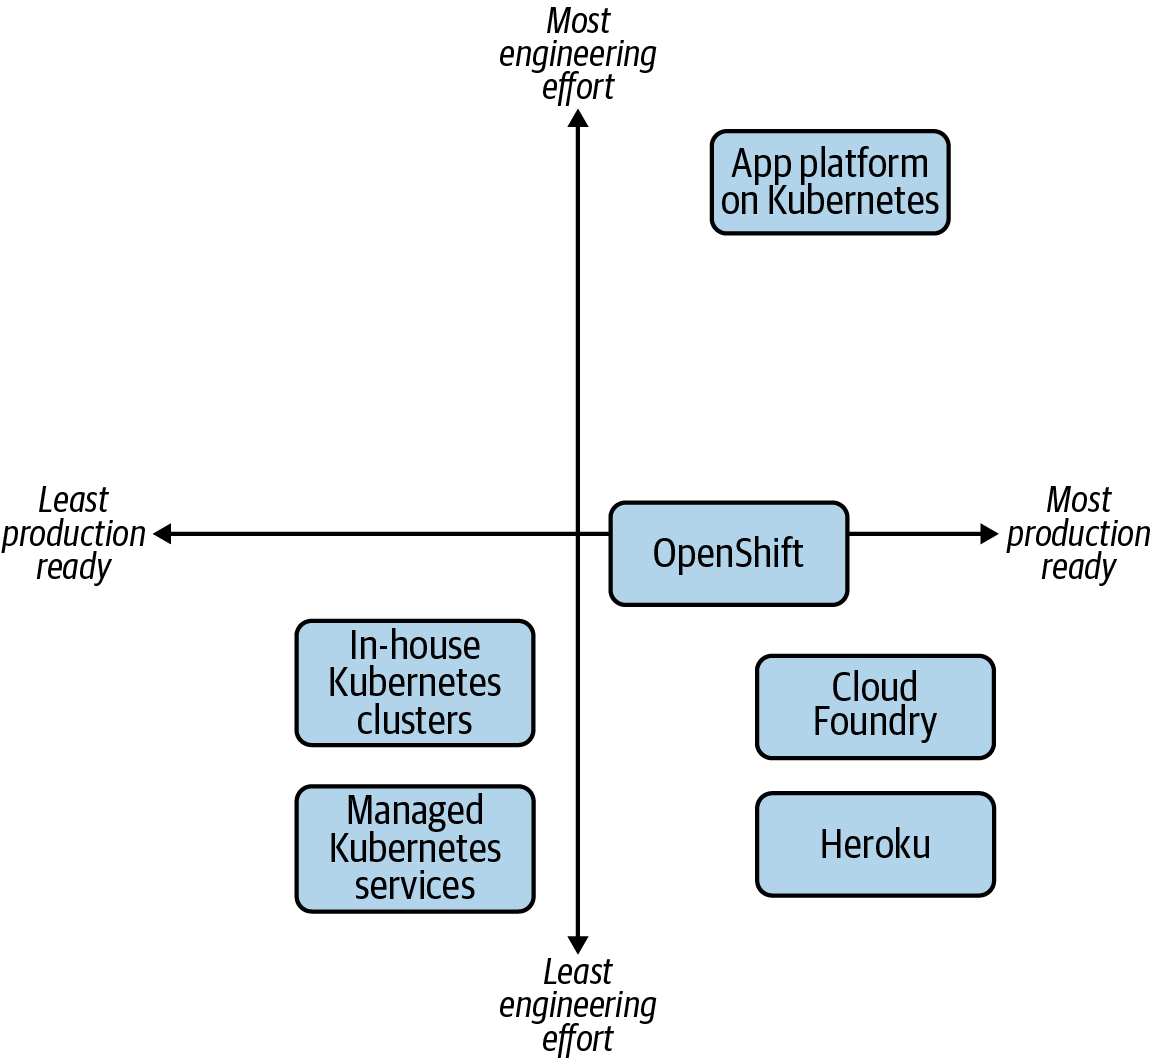 Most
engineering
effort
App platform
on Kubernetes
Least
production
ready
OpenShift
Most
production
ready
In-house
Kubernetes
clusters
Cloud
Foundry
Managed
Kubernetes
services
Heroku
Least
engineering
effort